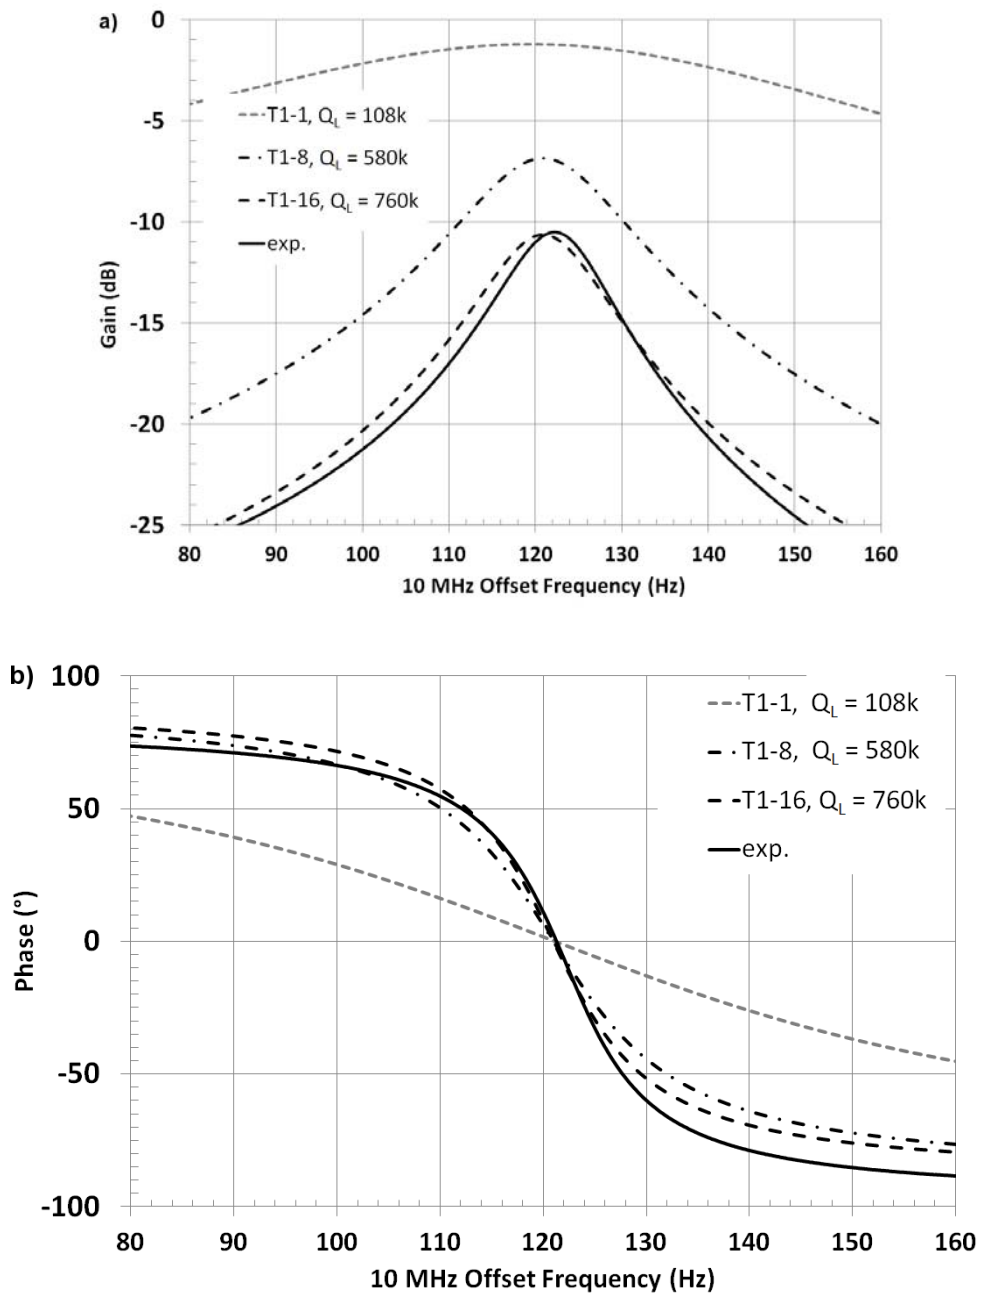 a)
0
-5
-10
-15
-20
-25
Gain (dB)
T1-1, QL = 108k
T1-8, QL = 580k
T1-16, QL = 760k
exp.
80 90 100 110 120 130 140 150 160
10 MHz Offset Frequency (Hz)
b)
100
50
0
-50
-100
Phase (°)
T1-1, QL = 108k
T1-8, QL = 580k
T1-16, QL = 760k
exp.
80 90 100 110 120 130 140 150 160
10 MHz Offset Frequency (Hz)